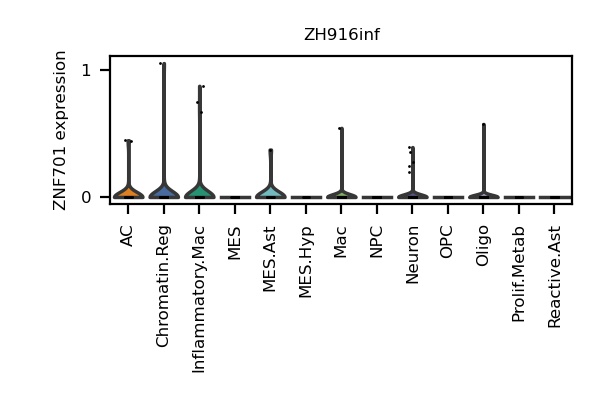 ZH916inf
ZNF701 expression
1
0
AC
Chromatin.Reg
Inflammatory.Mac
MES
MES.Ast
MES.Hyp
Mac
NPC
Neuron
OPC
Oligo
Prolif.Metab
Reactive.Ast